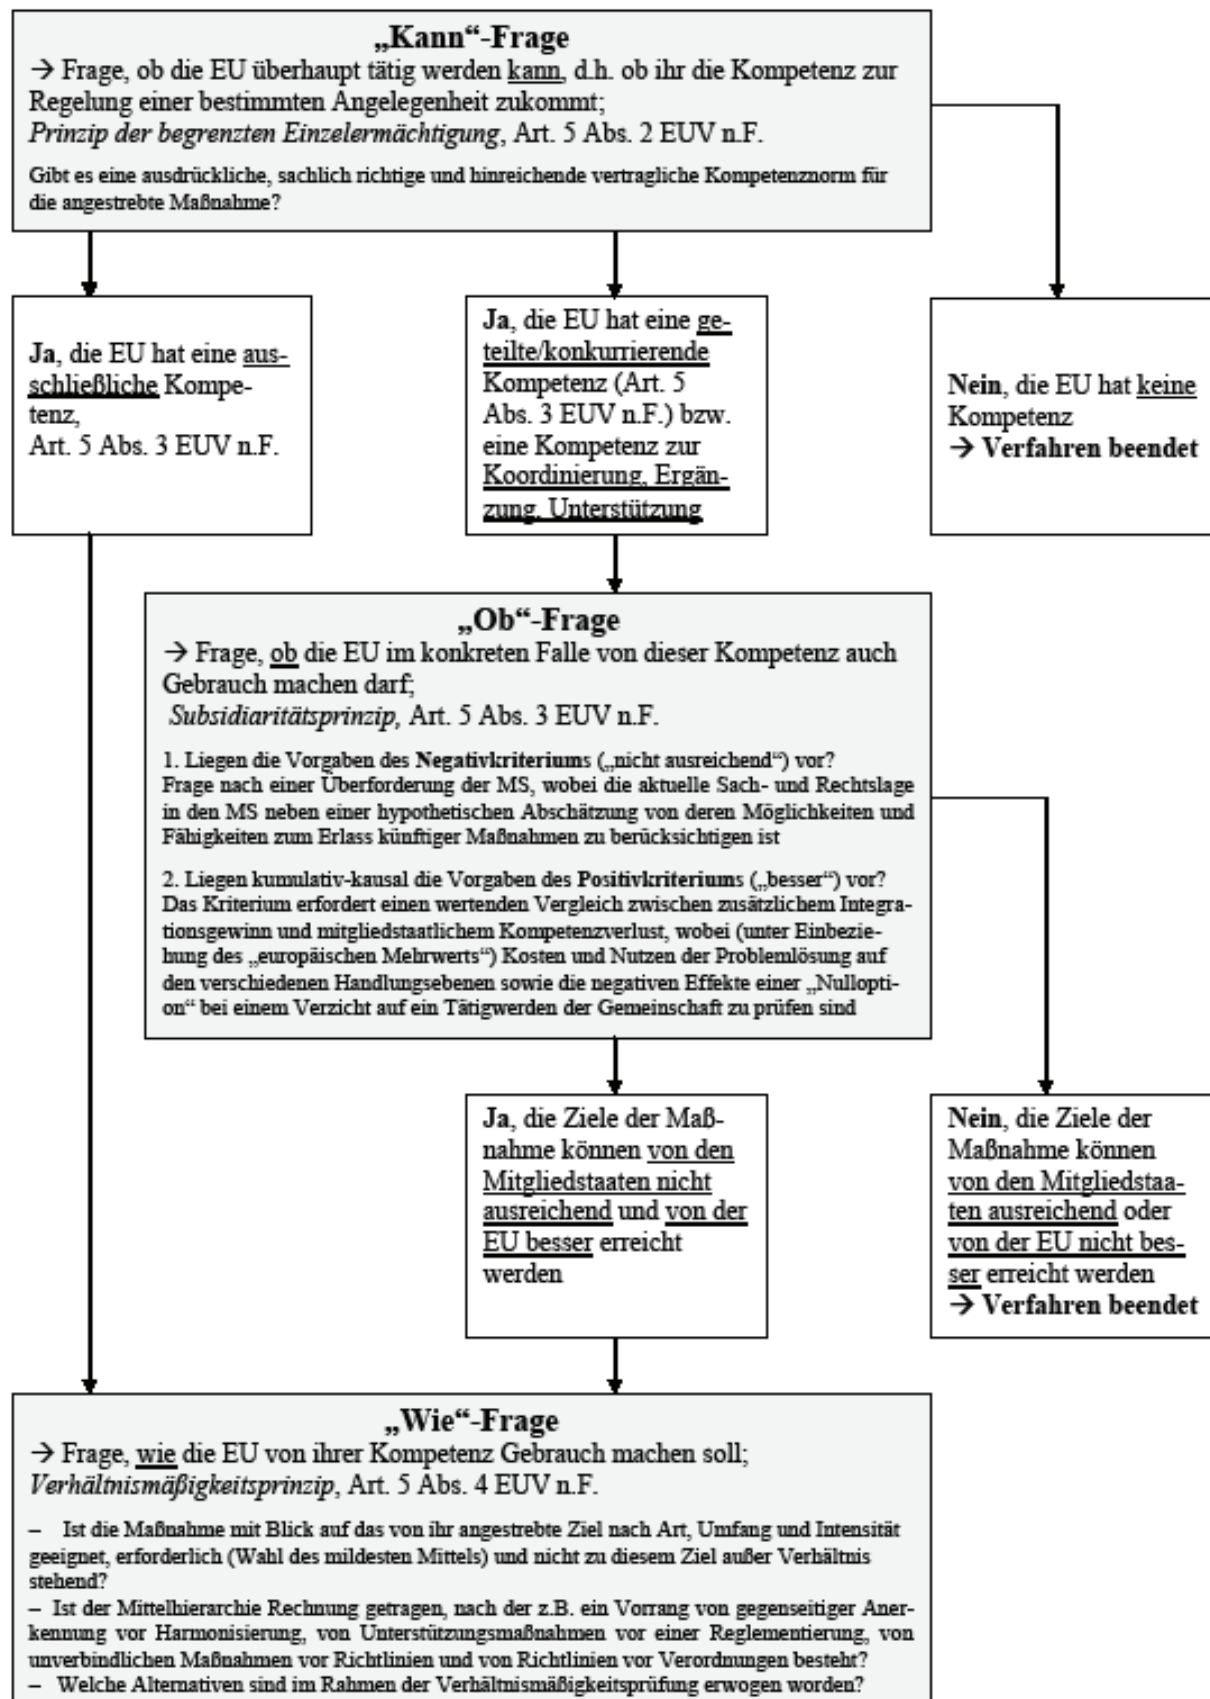 „Kann“-Frage
→ Frage, ob die EU überhaupt tätig werden kann, d.h. ob ihr die Kompetenz zur
Regelung einer bestimmten Angelegenheit zukommt;
Prinzip der begrenzten Einzelermächtigung, Art. 5 Abs. 2 EUV n.F.
Gibt es eine ausdrückliche, sachlich richtige und hinreichende vertragliche Kompetenznorm für
die angestrebte Maßnahme?
Ja, die EU hat eine aus-
schließliche Kompe-
tenz,
Art. 5 Abs. 3 EUV n.F.
Ja, die EU hat eine ge-
teilte/konkurrierende
Kompetenz (Art. 5
Abs. 3 EUV n.F.) bzw.
eine Kompetenz zur
Koordinierung, Ergän-
zung, Unterstützung
Nein, die EU hat keine
Kompetenz
→ Verfahren beendet
„Ob“-Frage
→ Frage, ob die EU im konkreten Falle von dieser Kompetenz auch
Gebrauch machen darf;
Subsidiaritätsprinzip, Art. 5 Abs. 3 EUV n.F.
1. Liegen die Vorgaben des Negativkriteriums („nicht ausreichend“) vor?
Frage nach einer Überforderung der MS, wobei die aktuelle Sach- und Rechtslage
in den MS neben einer hypothetischen Abschätzung von deren Möglichkeiten und
Fähigkeiten zum Erlass künftiger Maßnahmen zu berücksichtigen ist
2. Liegen kumulativ-kausal die Vorgaben des Positivkriteriums („besser“) vor?
Das Kriterium erfordert einen wertenden Vergleich zwischen zusätzlichem Integra-
tionsgewinn und mitgliedstaatlichem Kompetenzverlust, wobei (unter Einbezie-
hung des „europäischen Mehrwerts“) Kosten und Nutzen der Problemlösung auf
den verschiedenen Handlungsebenen sowie die negativen Effekte einer „Nullopti-
on“ bei einem Verzicht auf ein Tätigwerden der Gemeinschaft zu prüfen sind
Ja, die Ziele der Maß-
nahme können von den
Mitgliedstaaten nicht
ausreichend und von der
EU besser erreicht
werden
Nein, die Ziele der
Maßnahme können
von den Mitgliedstaa-
ten ausreichend oder
von der EU nicht bes-
ser erreicht werden
→ Verfahren beendet
„Wie“-Frage
→ Frage, wie die EU von ihrer Kompetenz Gebrauch machen soll;
Verhältnismäßigkeitsprinzip, Art. 5 Abs. 4 EUV n.F.
– Ist die Maßnahme mit Blick auf das von ihr angestrebte Ziel nach Art, Umfang und Intensität
geeignet, erforderlich (Wahl des mildesten Mittels) und nicht zu diesem Ziel außer Verhältnis
stehend?
– Ist der Mittelhierarchie Rechnung getragen, nach der z.B. ein Vorrang von gegenseitiger Aner-
kennung vor Harmonisierung, von Unterstützungsmaßnahmen vor einer Reglementierung, von
unverbindlichen Maßnahmen vor Richtlinien und von Richtlinien vor Verordnungen besteht?
– Welche Alternativen sind im Rahmen der Verhältnismäßigkeitsprüfung erwogen worden?